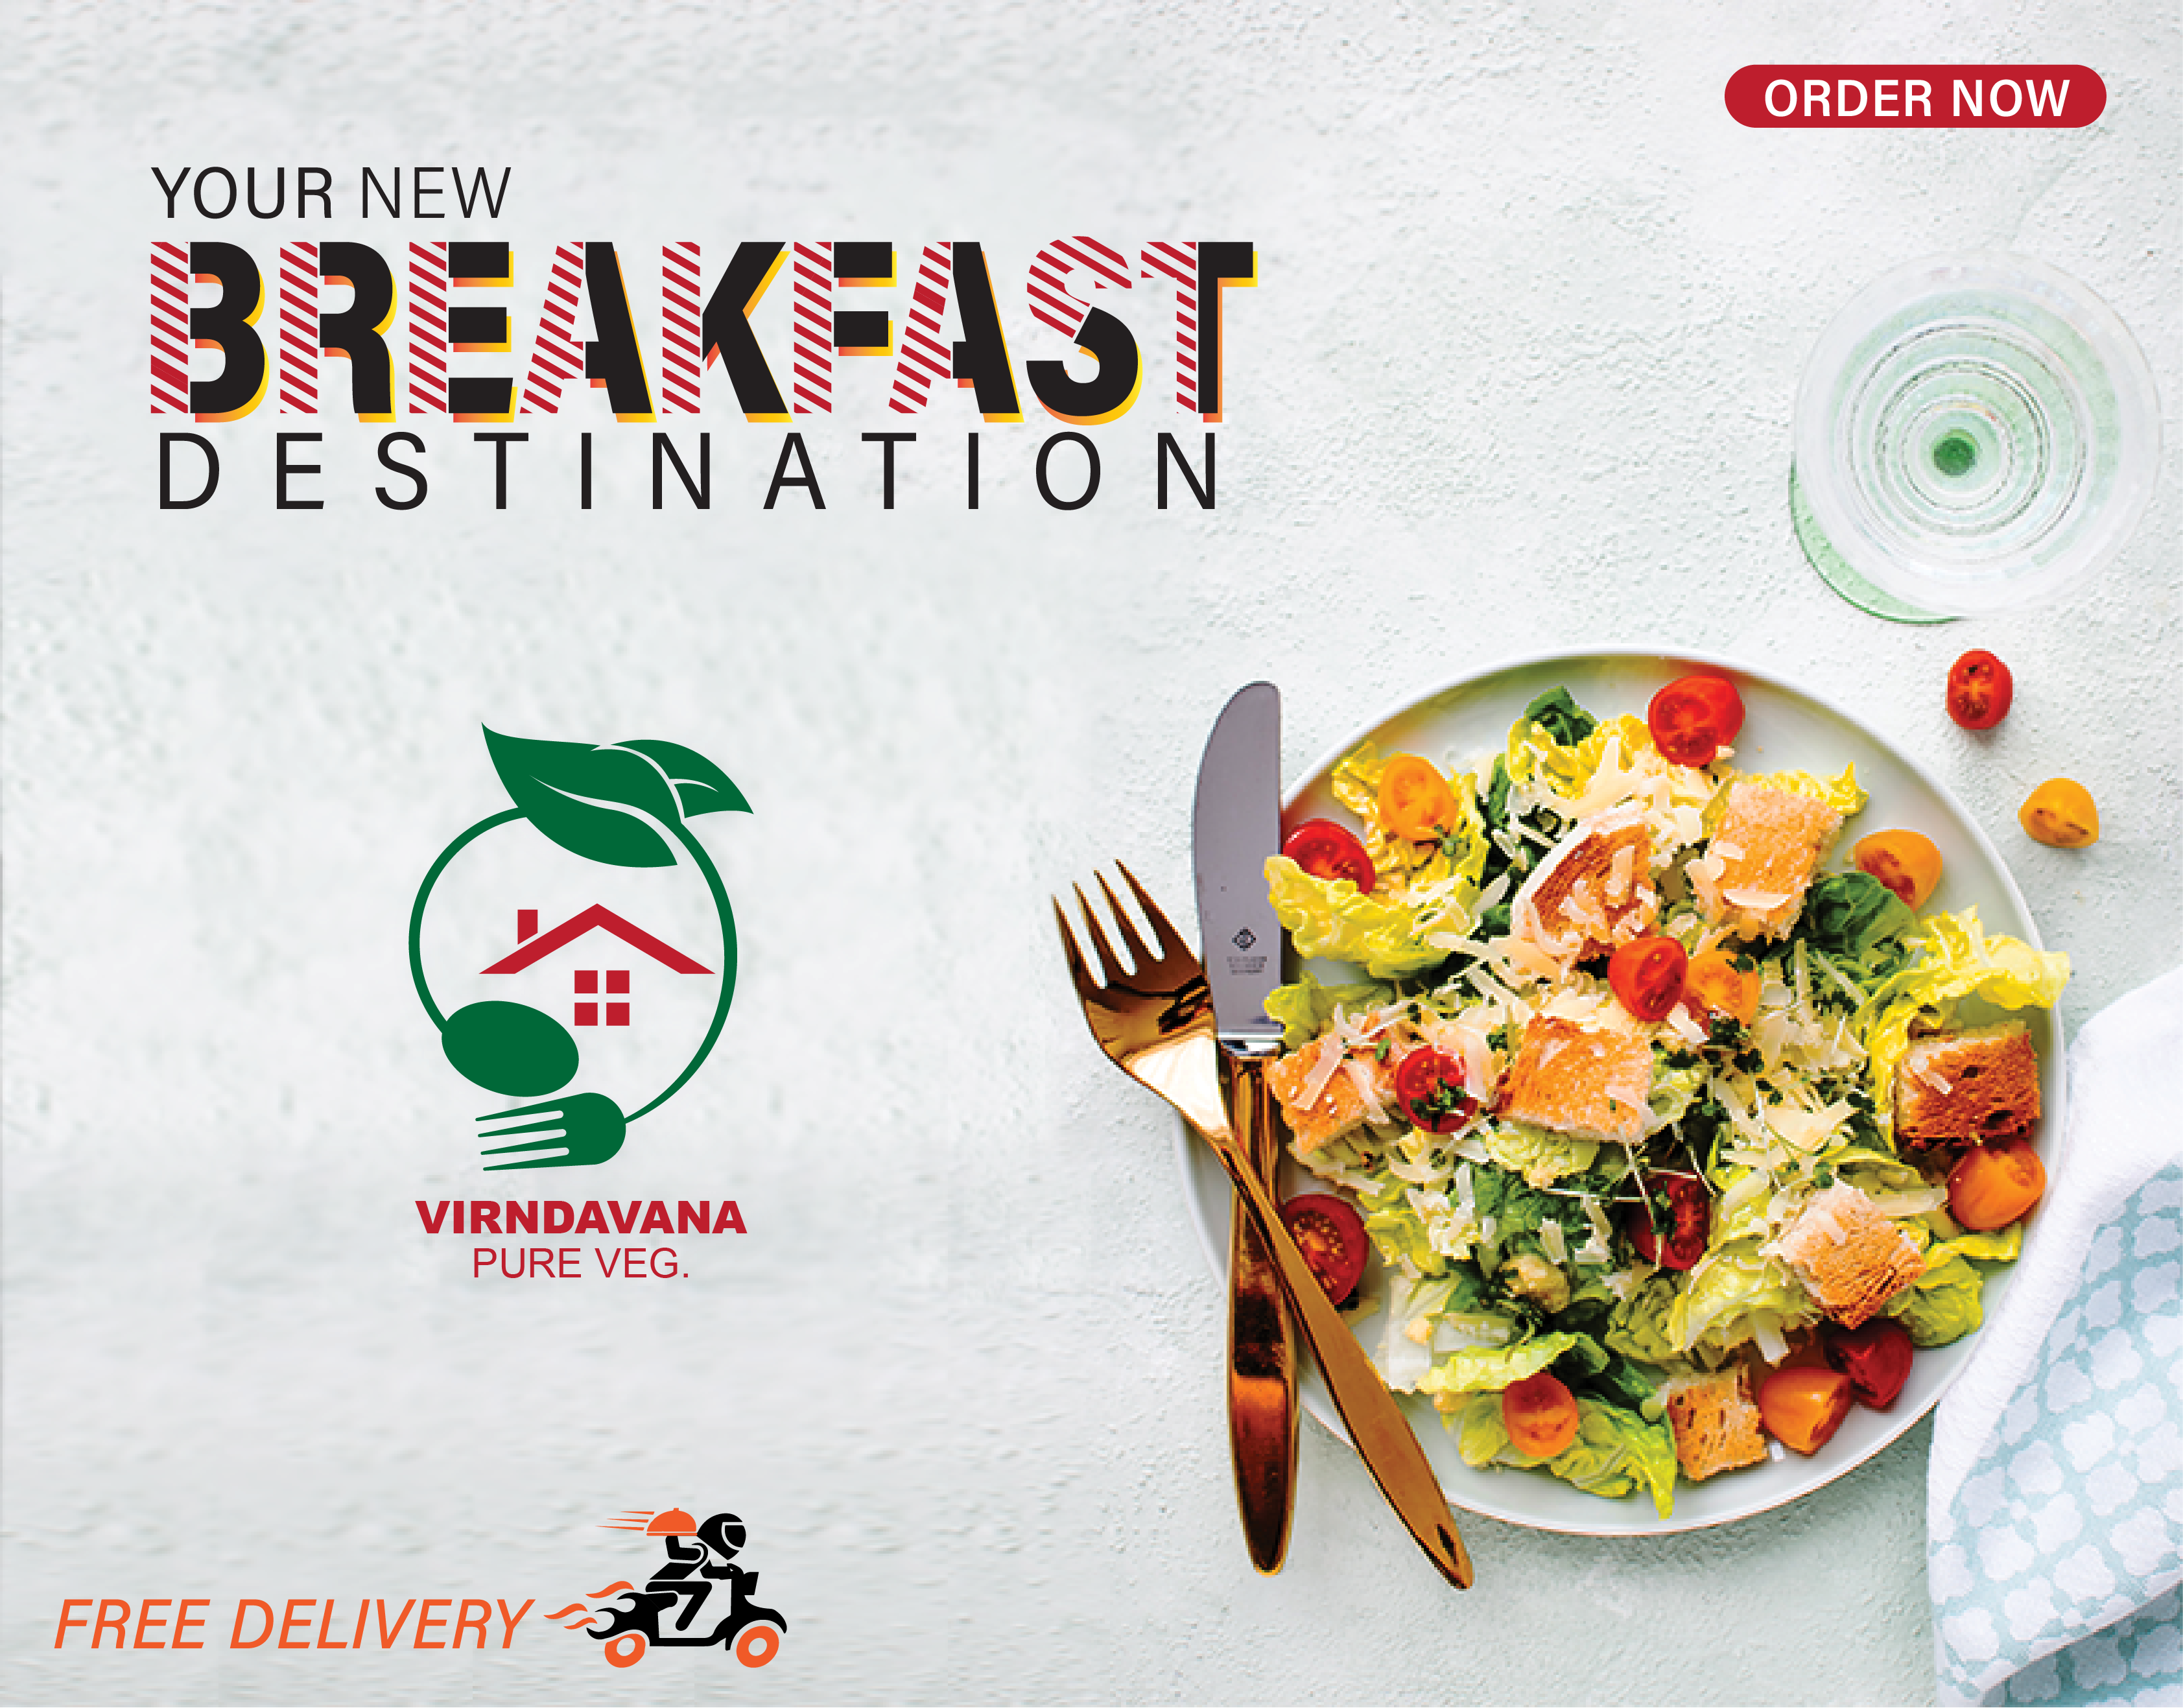 ORDER NOW
YOUR NEW
BREAKFAST
DESTINATION
VIRNDAVANA
PURE VEG.
FREE DELIVERY